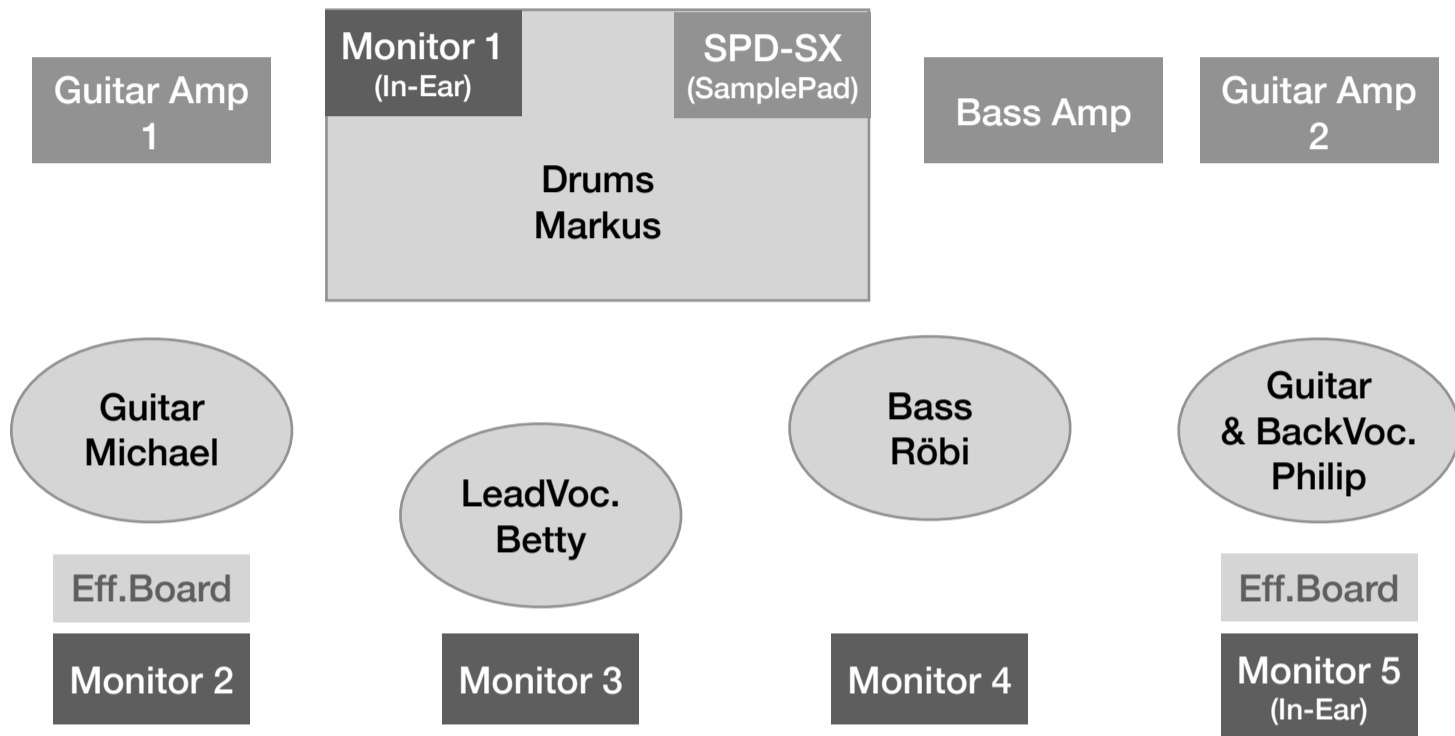 Monitor 1
(In-Ear)
SPD-SX
(SamplePad)
Guitar Amp
1
Bass Amp
Guitar Amp
2
Drums
Markus
Guitar
Michael
LeadVoc.
Betty
Bass
Röbi
Guitar
& BackVoc.
Philip
Eff.Board
Eff.Board
Monitor 2
Monitor 3
Monitor 4
Monitor 5
(In-Ear)